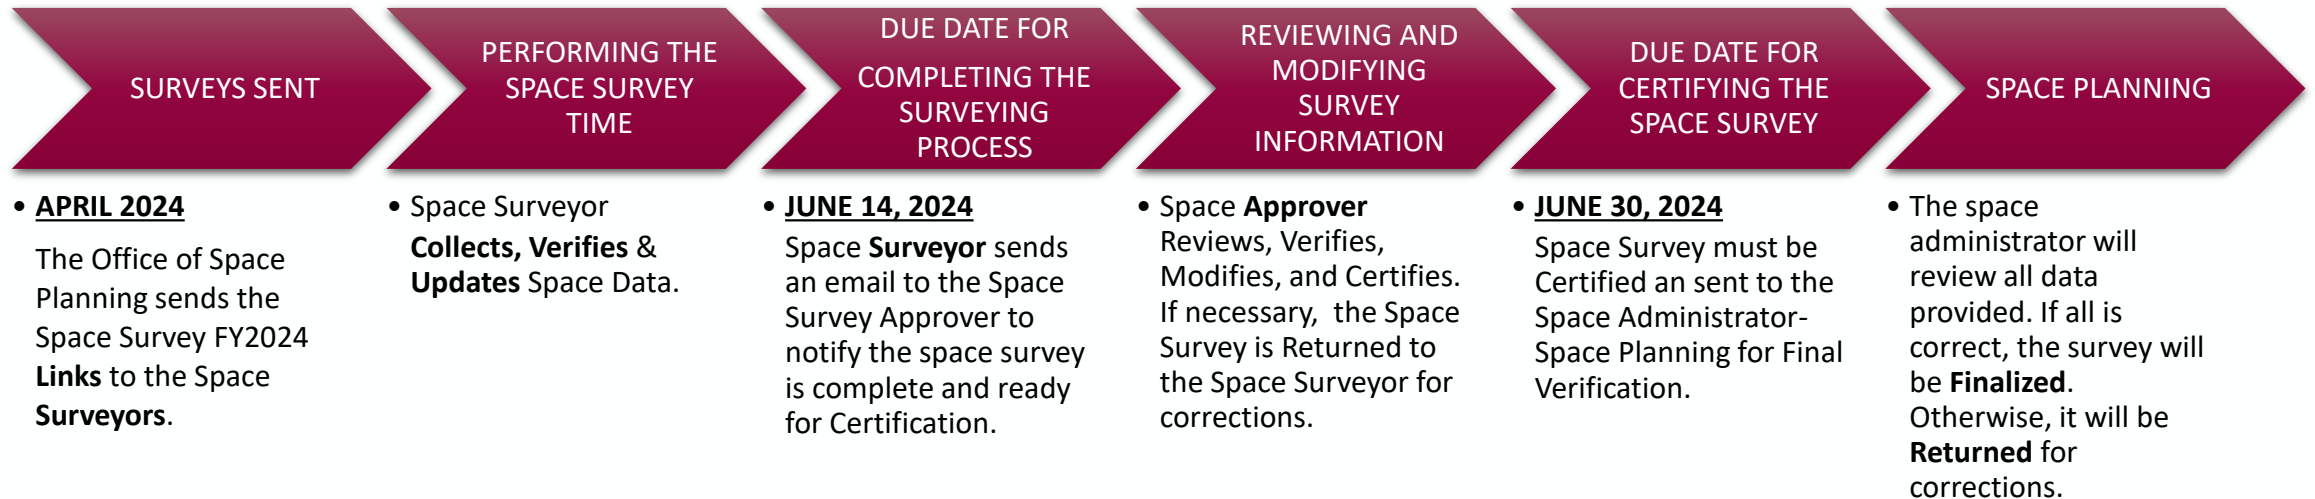 SURVEYS SENT
• APRIL 2024
The Office of Space
Planning sends the
Space Survey FY2024
Links to the Space
Surveyors.
PERFORMING THE
SPACE SURVEY
TIME
• Space Surveyor
Collects, Verifies &
Updates Space Data.
DUE DATE FOR
COMPLETING THE
SURVEYING
PROCESS
• JUNE 14, 2024
Space Surveyor sends
an email to the Space
Survey Approver to
notify the space survey
is complete and ready
for Certification.
REVIEWING AND
MODIFYING
SURVEY
INFORMATION
• Space Approver
Reviews, Verifies,
Modifies, and Certifies.
If necessary, the Space
Survey is Returned to
the Space Surveyor for
corrections.
DUE DATE FOR
CERTIFYING THE
SPACE SURVEY
• JUNE 30, 2024
Space Survey must be
Certified an sent to the
Space Administrator-
Space Planning for Final
Verification.
SPACE PLANNING
• The space
administrator will
review all data
provided. If all is
correct, the survey will
be Finalized.
Otherwise, it will be
Returned for
corrections.